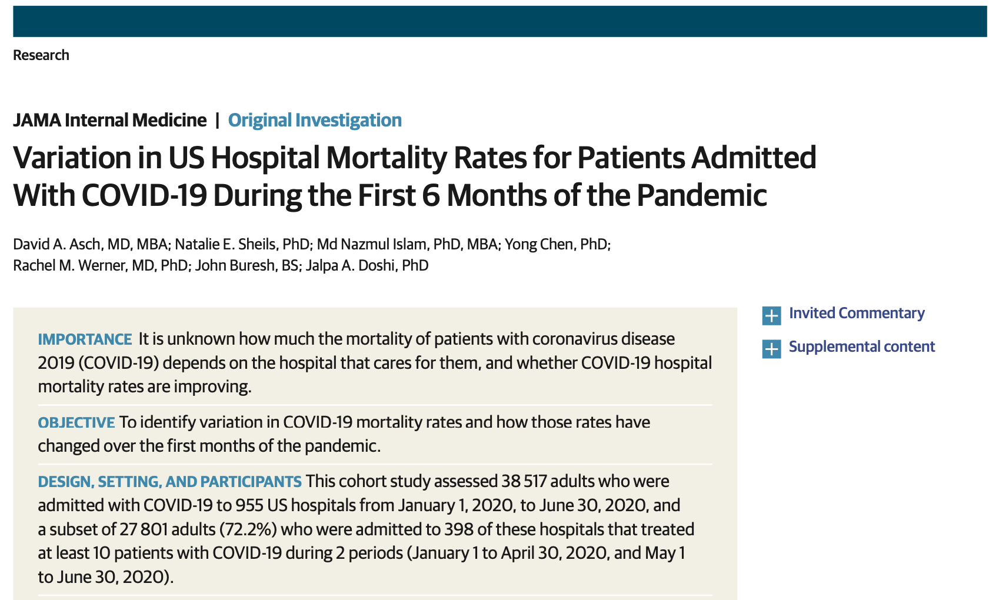 Research
JAMA Internal Medicine | Original Investigation
Variation in US Hospital Mortality Rates for Patients Admitted
With COVID-19 During the First 6 Months of the Pandemic
David A. Asch, MD, MBA; Natalie E. Sheils, PhD; Md Nazmul Islam, PhD, MBA; Yong Chen, PhD;
Rachel M. Werner, MD, PhD; John Buresh, BS; Jalpa A. Doshi, PhD
IMPORTANCE It is unknown how much the mortality of patients with coronavirus disease
2019 (COVID-19) depends on the hospital that cares for them, and whether COVID-19 hospital
mortality rates are improving.
OBJECTIVE To identify variation in COVID-19 mortality rates and how those rates have
changed over the first months of the pandemic.
DESIGN, SETTING, AND PARTICIPANTS This cohort study assessed 38 517 adults who were
admitted with COVID-19 to 955 US hospitals from January 1, 2020, to June 30, 2020, and
a subset of 27 801 adults (72.2%) who were admitted to 398 of these hospitals that treated
at least 10 patients with COVID-19 during 2 periods (January 1 to April 30, 2020, and May 1
to June 30, 2020).
Invited Commentary
Supplemental content